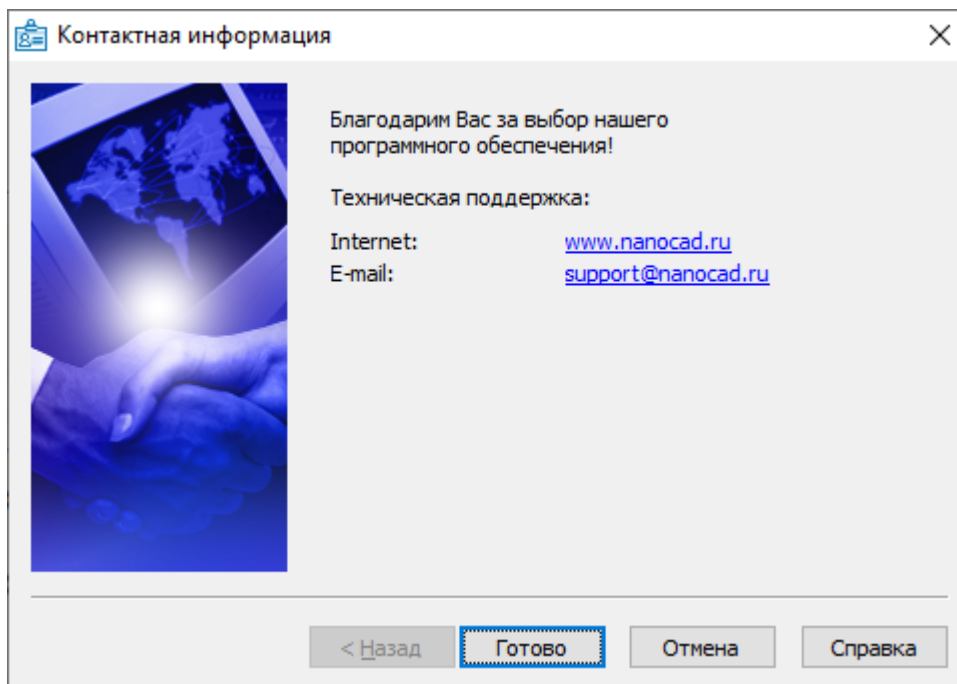 Контактная информация
Благодарим Вас за выбор нашего
программного обеспечения!
Техническая поддержка:
Internet: www.nanocad.ru
E-mail: support@nanocad.ru
< Назад Готово Отмена Справка